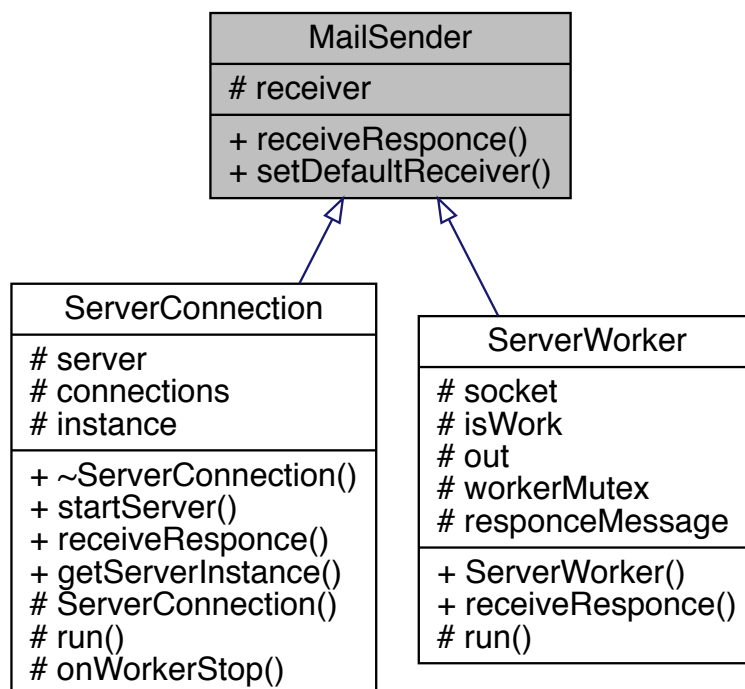 MailSender
# receiver
+ receiveResponce()
+ setDefaultReceiver()
ServerConnection
# server
# connections
# instance
+ ~ServerConnection()
+ startServer()
+ receiveResponce()
+ getServerInstance()
# ServerConnection()
# run()
# onWorkerStop()
ServerWorker
# socket
# isWork
# out
# workerMutex
# responceMessage
+ ServerWorker()
+ receiveResponce()
# run()